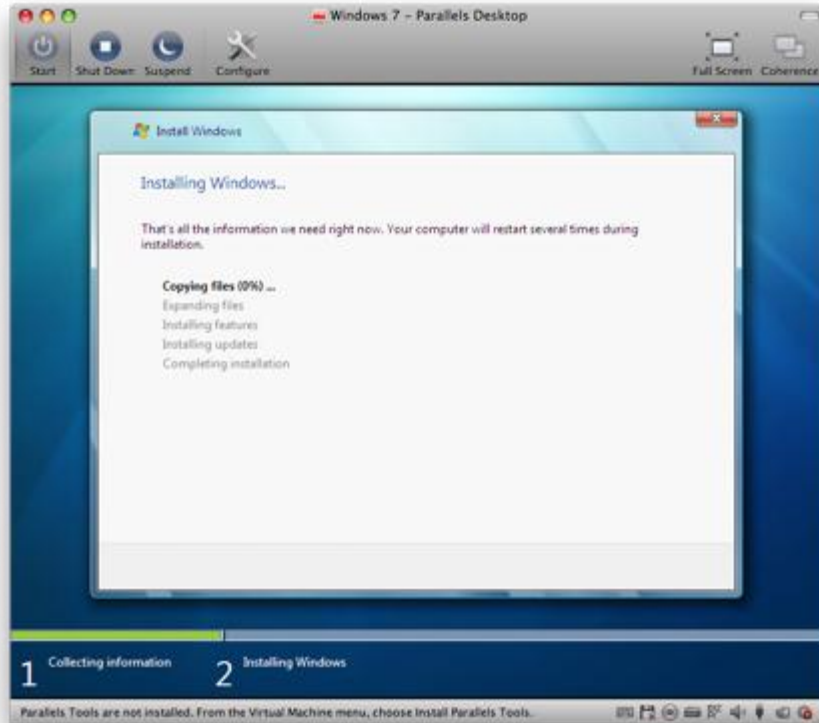 Windows 7 - Parallels Desktop
Start Shut Down Suspend Configure Full Screen Coherence
Install Windows
Installing Windows...
That's all the information we need right now. Your computer will restart several times during
installation.
Copying files (0%) ...
Expanding files
Installing features
Installing updates
Completing installation
1 Collecting information 2 Installing Windows
Parallels Tools are not installed. From the Virtual Machine menu, choose Install Parallels Tools.